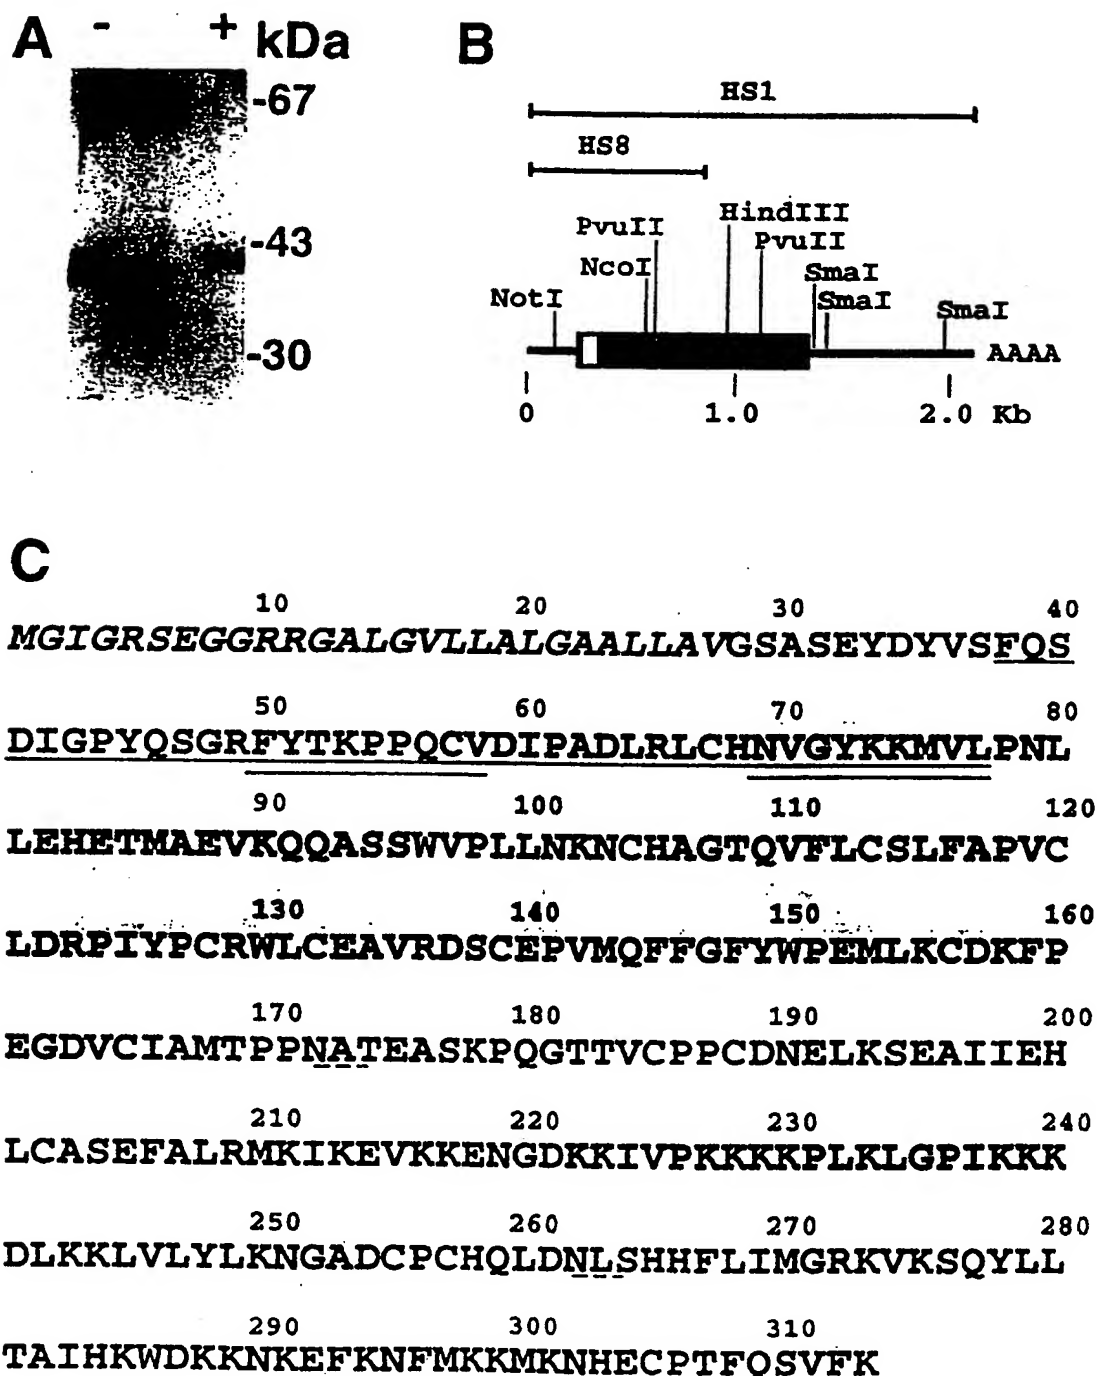 A - + kDa
-67
-43
-30
B
HS1
HS8
HindIII
PvuII
PvuII
NcoI
SmaI
NotI
SmaI
SmaI
AAAA
0 1.0 2.0 Kb
C
10 20 30 40
MGIGRSEGGRRGALGVLLALGAALLAVGSASEYDYVSFQS
50 60 70 80
DIGPYQSGRFYTKPPQCVDIPADLRLCHNVGYKKMVLPNL
90 100 110 120
LEHETMAEVKQQASSWVPLLNKNCHAGTQVFLCSLFAPVC
130 140 150 160
LDRPIYPCRWLCEAVRDSCEPVMQFFGFYWPEMLKCDKFP
170 180 190 200
EGDVCIAMTPPNATEASKPQGTTVCPPCDNELKSEAIIEH
210 220 230 240
LCASEFALRMKIKEVKKENGDKKIVPKKKKPLKLGPIKKK
250 260 270 280
DLKKLVLYLKNGADCPCHQLDNLSHHFLIMGRKVKSQYLL
290 300 310
TAIHKWDKKNKEFKNFMKKMKNHECPTFQSVFK